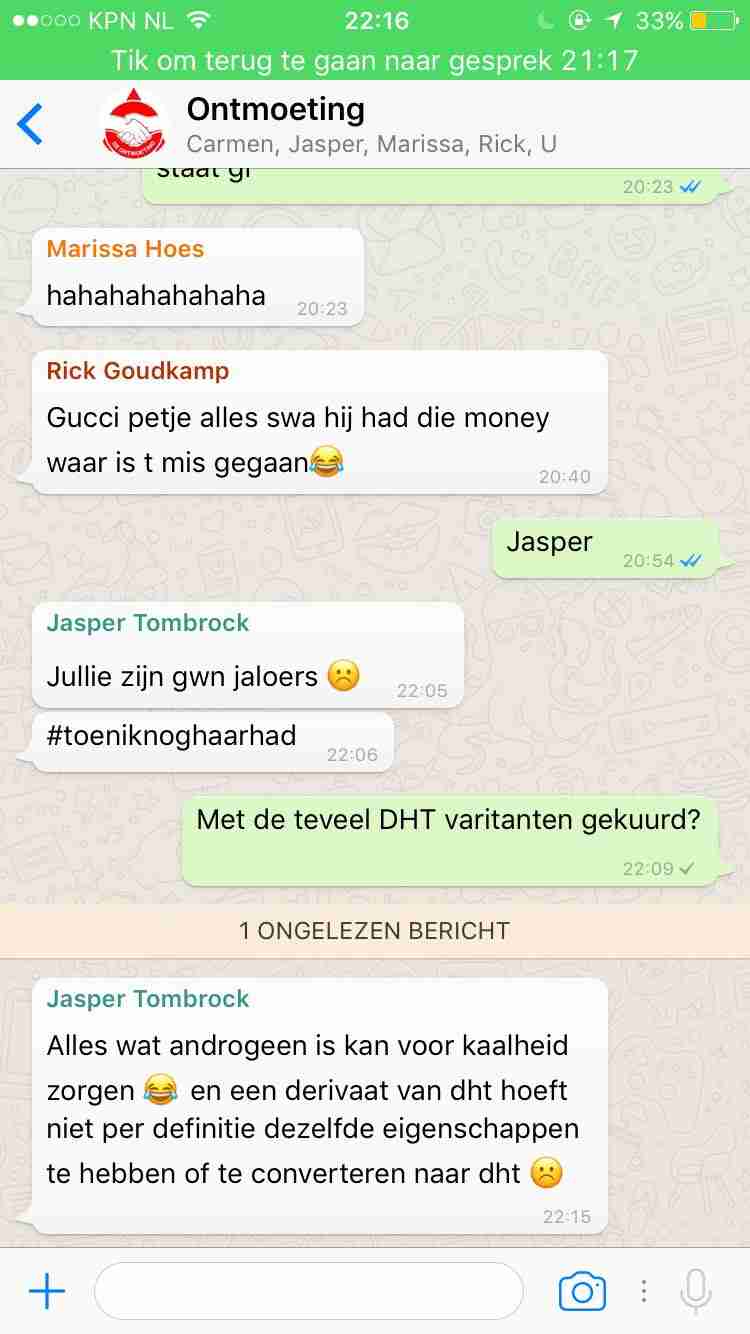 KPN NL 22:16 33%
Tik om terug te gaan naar gesprek 21:17
Ontmoeting
Carmen, Jasper, Marissa, Rick, U
20:23
Marissa Hoes
hahahahahahaha 20:23
Rick Goudkamp
Gucci petje alles swa hij had die money
waar is t mis gegaan😂
20:40
Jasper 20:54
Jasper Tombrock
Jullie zijn gwn jaloers ☹️ 22:05
#toeniknoghaarhad 22:06
Met de teveel DHT varitanten gekuurd?
22:09
1 ONGELEZEN BERICHT
Jasper Tombrock
Alles wat androgeen is kan voor kaalheid
zorgen 😂 en een derivaat van dht hoeft
niet per definitie dezelfde eigenschappen
te hebben of te converteren naar dht ☹️
22:15